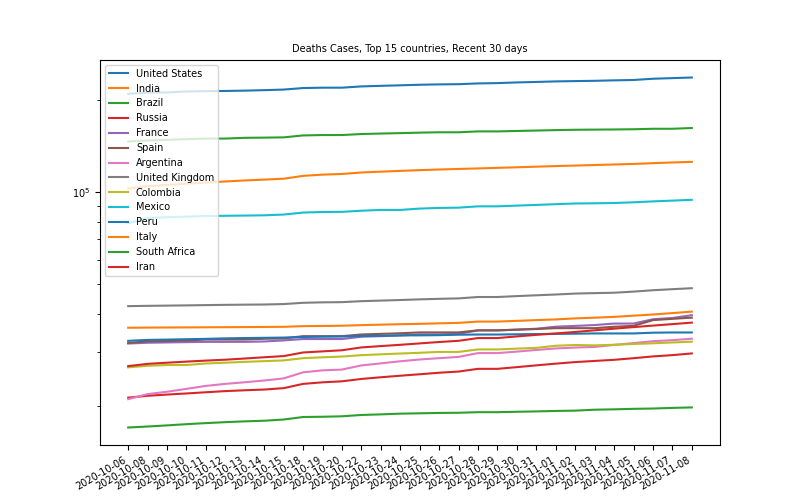 Deaths Cases, Top 15 countries, Recent 30 days
United States
India
Brazil
Russia
France
Spain
Argentina
United Kingdom
Colombia
Mexico
Peru
Italy
South Africa
Iran
10⁵
2020-10-06
2020-10-08
2020-10-09
2020-10-10
2020-10-11
2020-10-12
2020-10-13
2020-10-14
2020-10-15
2020-10-18
2020-10-19
2020-10-20
2020-10-22
2020-10-23
2020-10-24
2020-10-25
2020-10-26
2020-10-27
2020-10-28
2020-10-29
2020-10-30
2020-10-31
2020-11-01
2020-11-02
2020-11-03
2020-11-04
2020-11-05
2020-11-06
2020-11-07
2020-11-08